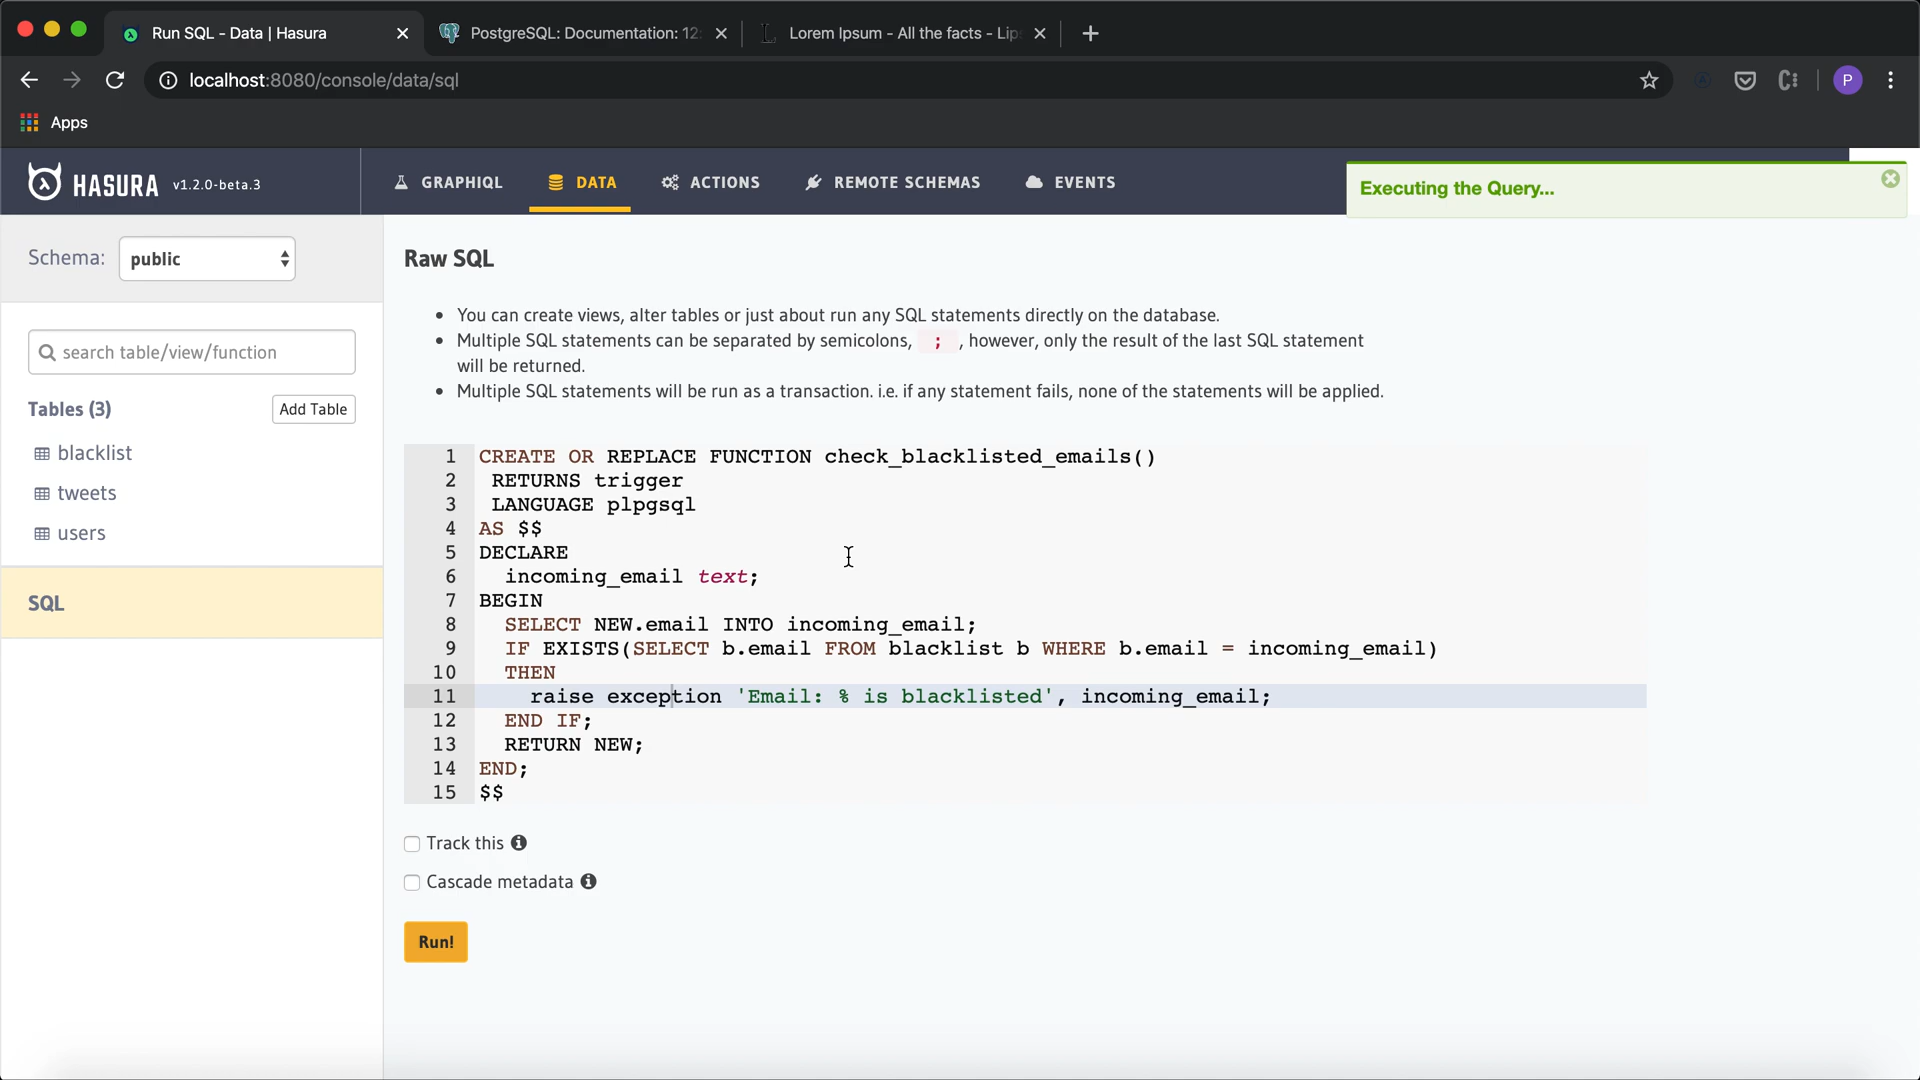 Run SQL - Data | Hasura
PostgreSQL: Documentation: 12:
Lorem Ipsum - All the facts - Lip
localhost:8080/console/data/sql
P
Apps
HASURA v1.2.0-beta.3
GRAPHIQL
DATA
ACTIONS
REMOTE SCHEMAS
EVENTS
Executing the Query...
Schema: public
search table/view/function
Tables (3)
Add Table
blacklist
tweets
users
SQL
Raw SQL
You can create views, alter tables or just about run any SQL statements directly on the database.
Multiple SQL statements can be separated by semicolons, ; , however, only the result of the last SQL statement
will be returned.
Multiple SQL statements will be run as a transaction. i.e. if any statement fails, none of the statements will be applied.
1 CREATE OR REPLACE FUNCTION check_blacklisted_emails()
2 RETURNS trigger
3 LANGUAGE plpgsql
4 AS $$
5 DECLARE
6 incoming_email text;
7 BEGIN
8 SELECT NEW.email INTO incoming_email;
9 IF EXISTS(SELECT b.email FROM blacklist b WHERE b.email = incoming_email)
10 THEN
11 raise exception 'Email: % is blacklisted', incoming_email;
12 END IF;
13 RETURN NEW;
14 END;
15 $$
Track this
Cascade metadata
Run!